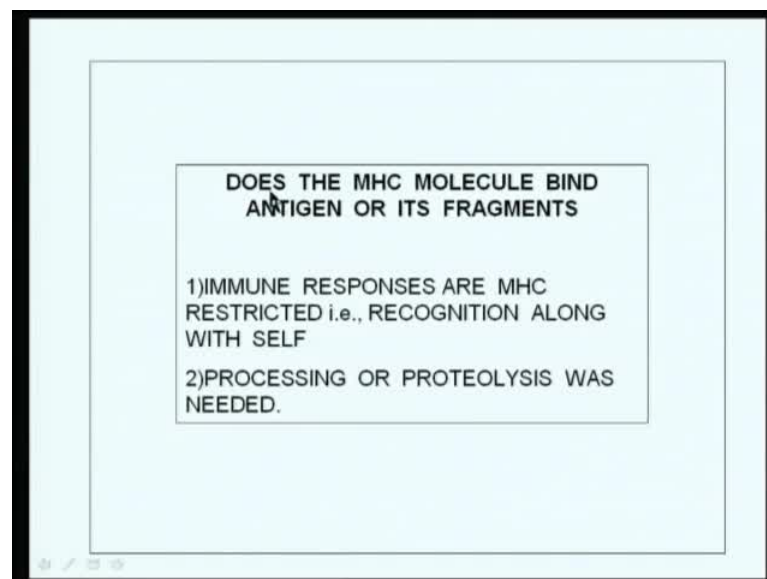 DOES THE MHC MOLECULE BIND
ANTIGEN OR ITS FRAGMENTS
1)IMMUNE RESPONSES ARE MHC
RESTRICTED i.e., RECOGNITION ALONG
WITH SELF
2)PROCESSING OR PROTEOLYSIS WAS
NEEDED.